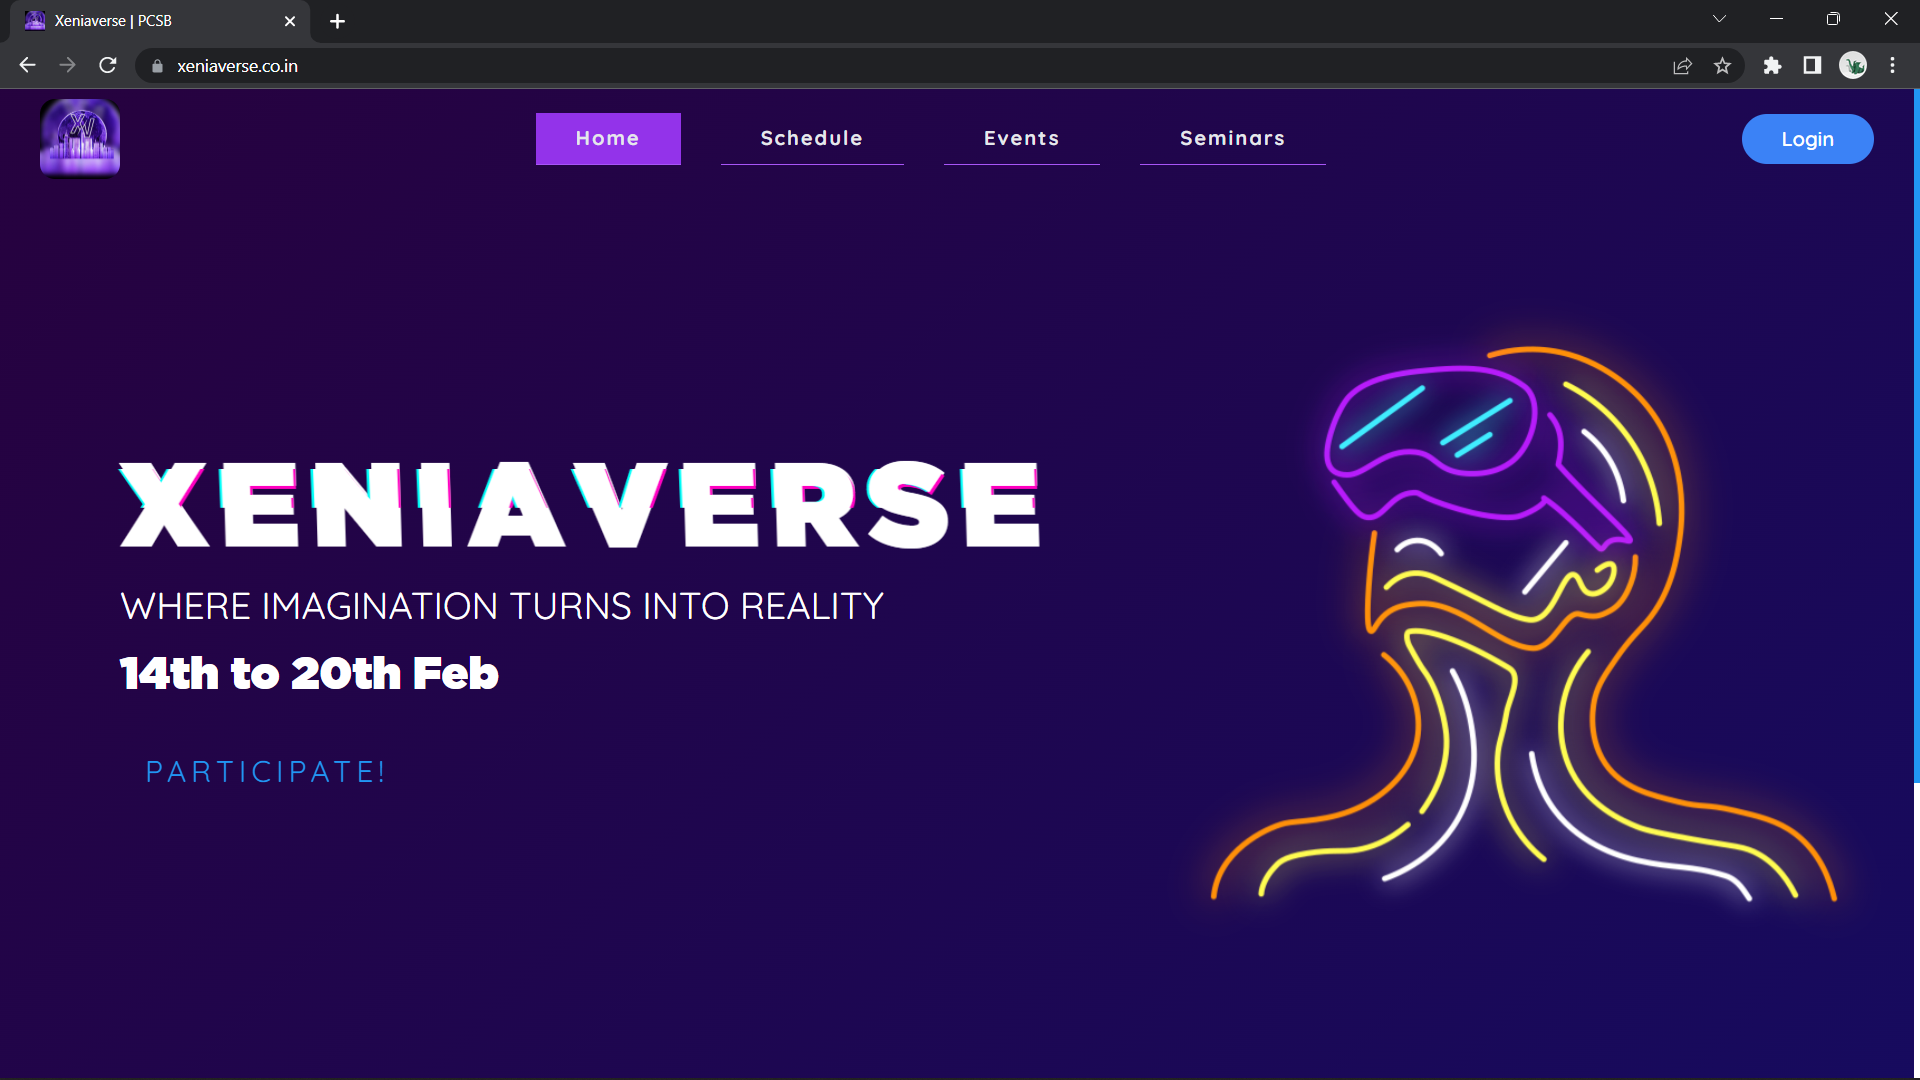 Xeniaverse | PCSB
xeniaverse.co.in
XV
Home
Schedule
Events
Seminars
Login
XENIAVERSE
WHERE IMAGINATION TURNS INTO REALITY
14th to 20th Feb
PARTICIPATE!